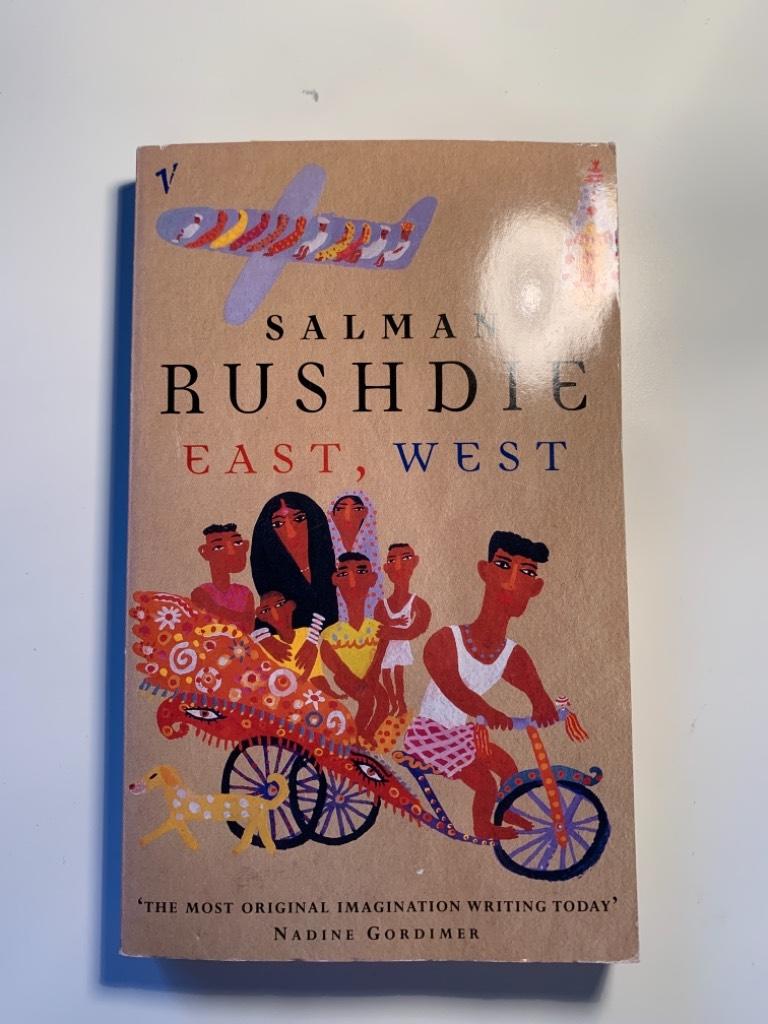 V
SALMAN
RUSHDIE
EAST, WEST
‘THE MOST ORIGINAL IMAGINATION WRITING TODAY’
NADINE GORDIMER